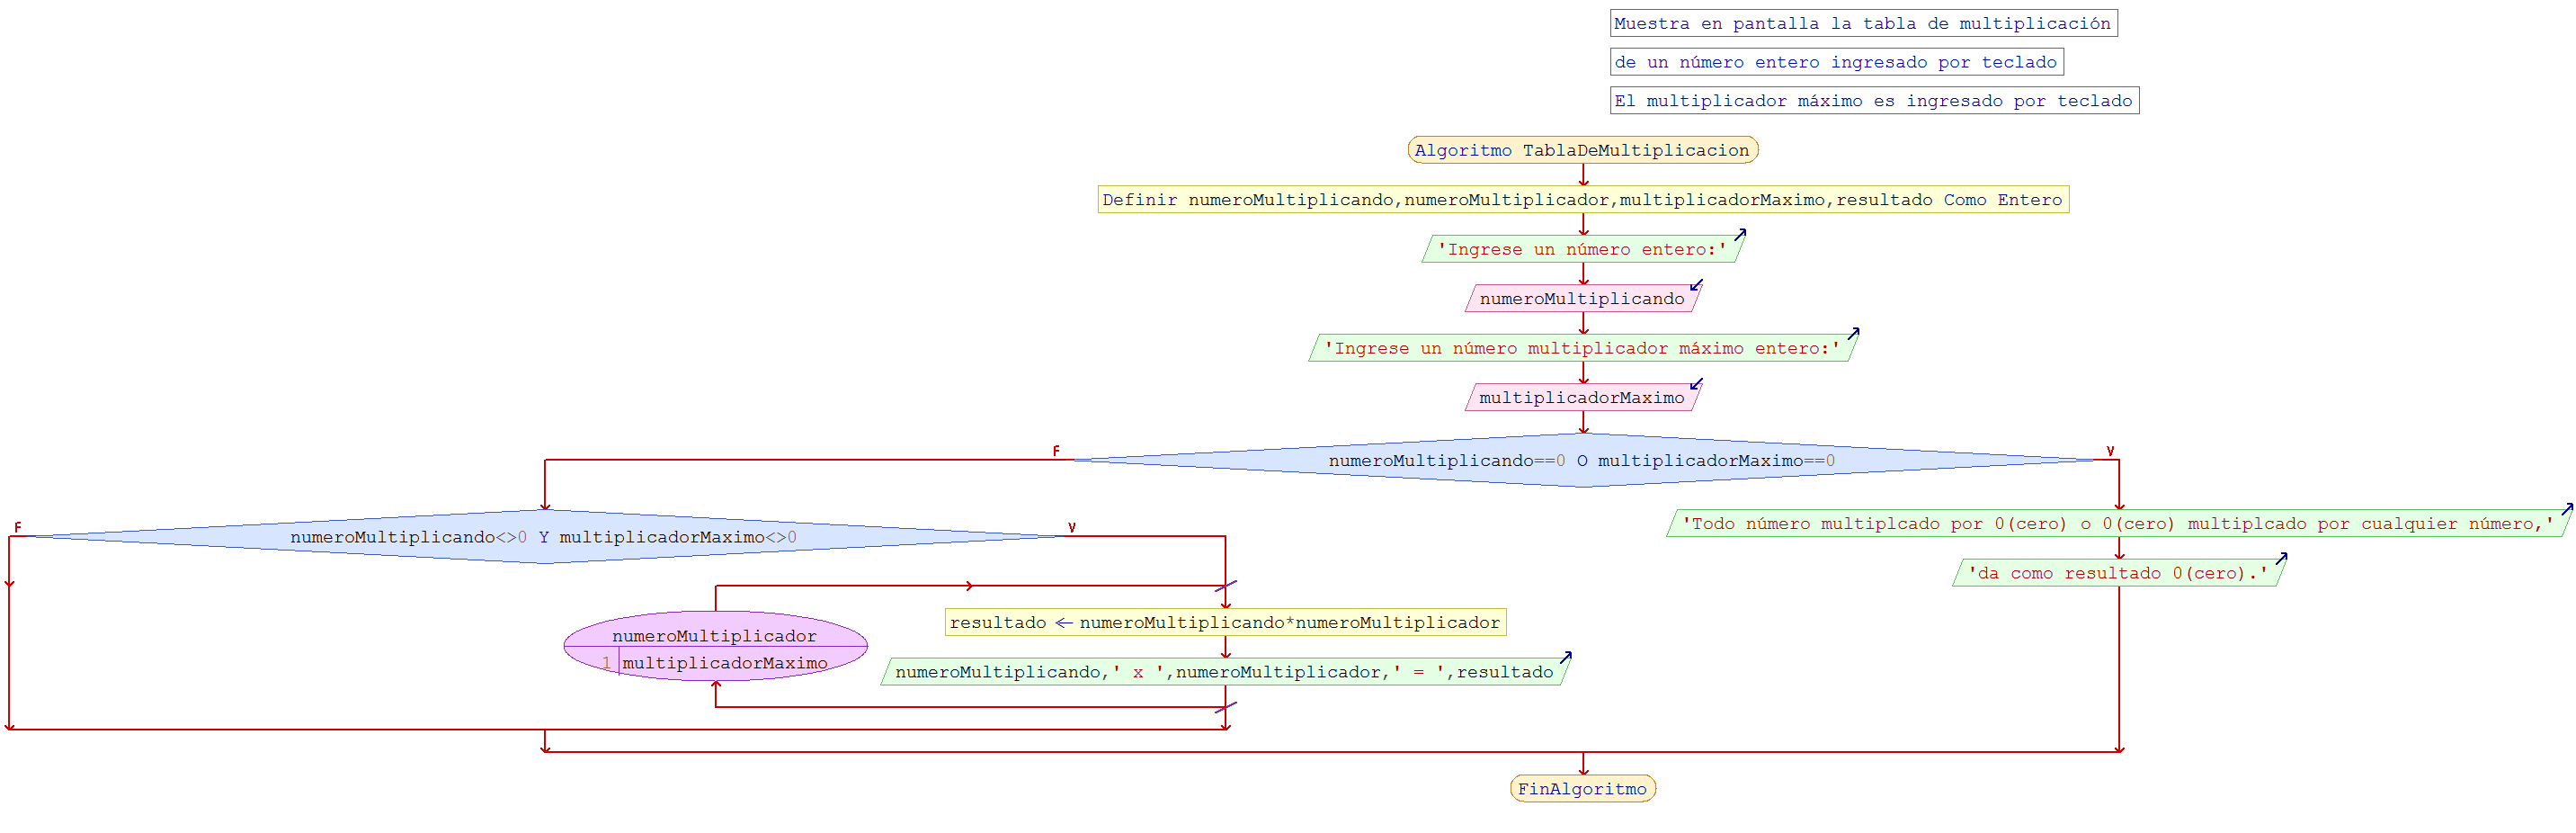 Muestra en pantalla la tabla de multiplicación
de un número entero ingresado por teclado
El multiplicador máximo es ingresado por teclado
Algoritmo TablaDeMultiplicacion
Definir numeroMultiplicando,numeroMultiplicador,multiplicadorMaximo,resultado Como Entero
'Ingrese un número entero:'
numeroMultiplicando
'Ingrese un número multiplicador máximo entero:'
multiplicadorMaximo
F
V
numeroMultiplicando==0 O multiplicadorMaximo==0
F
V
numeroMultiplicando<>0 Y multiplicadorMaximo<>0
'Todo número multiplcado por 0(cero) o 0(cero) multiplcado por cualquier número,'
'da como resultado 0(cero).'
numeroMultiplicador
1 multiplicadorMaximo
resultado ← numeroMultiplicando*numeroMultiplicador
numeroMultiplicando,' x ',numeroMultiplicador,' = ',resultado
FinAlgoritmo